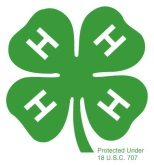 H H
H H
Protected Under
18 U.S.C. 707